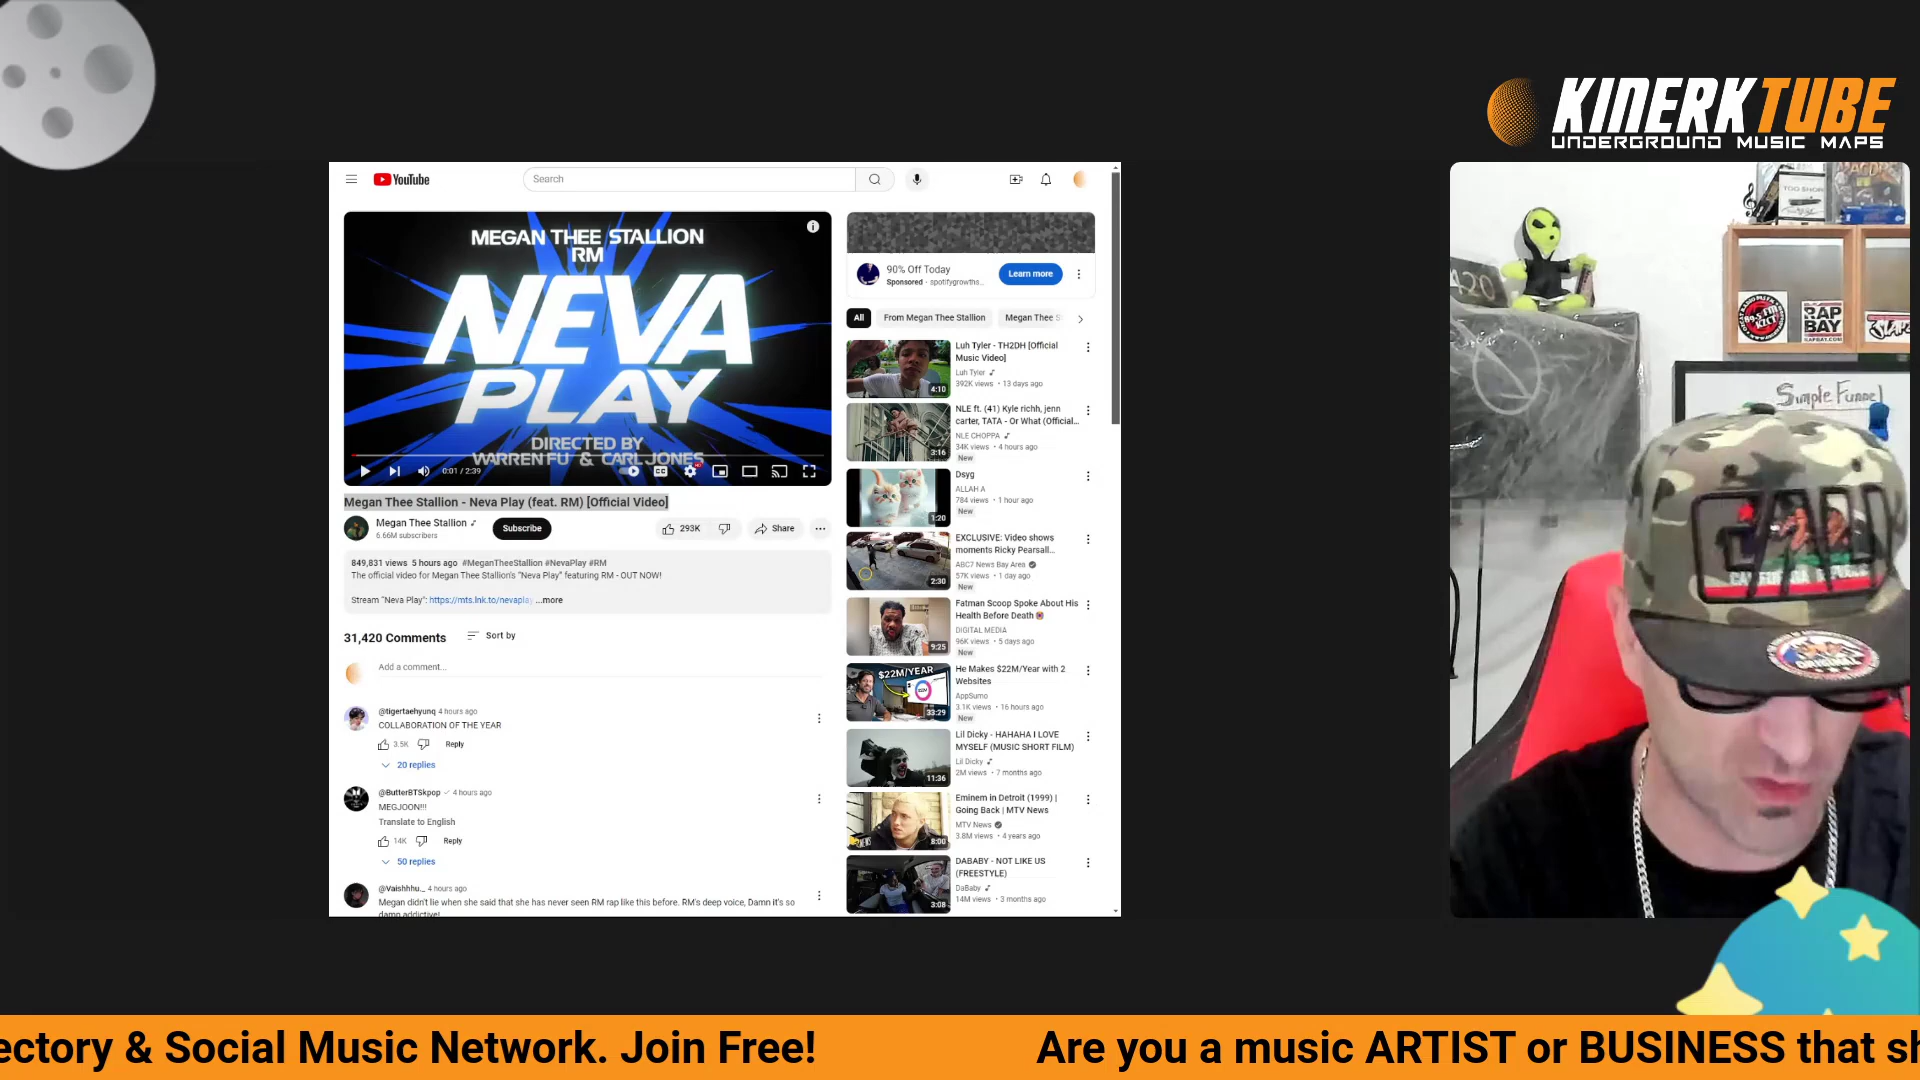 KINERKTUBE
UNDERGROUND MUSIC MAPS
YouTube
Search
MEGAN THEE STALLION
RM
NEVA
PLAY
DIRECTED BY
WARREN FU & CARL JONES
0:01 / 2:39
Megan Thee Stallion - Neva Play (feat. RM) [Official Video]
Megan Thee Stallion
6.66M subscribers
Subscribe
293K
Share
849,831 views 5 hours ago #MeganTheeStallion #NevaPlay #RM
The official video for Megan Thee Stallion's "Neva Play" featuring RM - OUT NOW!
Stream "Neva Play": https://mts.lnk.to/nevaplay ...more
31,420 Comments
Sort by
Add a comment...
@tigertaehyunq 4 hours ago
COLLABORATION OF THE YEAR
3.5K
Reply
20 replies
@ButterBTSkpop 4 hours ago
MEGJOON!!!
Translate to English
14K
Reply
50 replies
@Vaishhhu._ 4 hours ago
Megan didn't lie when she said that she has never seen RM rap like this before. RM's deep voice, Damn it's so
damn addictive!
90% Off Today
Sponsored · spotifygrowths...
Learn more
All
From Megan Thee Stallion
Megan Thee S
4:10
Luh Tyler - TH2DH [Official
Music Video]
Luh Tyler
392K views • 13 days ago
3:16
NLE ft. (41) Kyle richh, jenn
carter, TATA - Or What (Official...
NLE CHOPPA
34K views • 4 hours ago
New
1:20
Dsyg
ALLAH A
784 views • 1 hour ago
New
2:30
EXCLUSIVE: Video shows
moments Ricky Pearsall...
ABC7 News Bay Area
57K views • 1 day ago
New
9:25
Fatman Scoop Spoke About His
Health Before Death
DIGITAL MEDIA
96K views • 5 days ago
New
$22M/YEAR
33:29
He Makes $22M/Year with 2
Websites
AppSumo
3.1K views • 16 hours ago
New
11:36
Lil Dicky - HAHAHA I LOVE
MYSELF (MUSIC SHORT FILM)
Lil Dicky
2M views • 7 months ago
8:00
Eminem in Detroit (1999) |
Going Back | MTV News
MTV News
3.8M views • 4 years ago
3:08
DABABY - NOT LIKE US
(FREESTYLE)
DaBaby
14M views • 3 months ago
TOO SHORT
RAP
BAY
RAPBAY.COM
SLAP
Simple Funnel
ectory & Social Music Network. Join Free!
Are you a music ARTIST or BUSINESS that sh